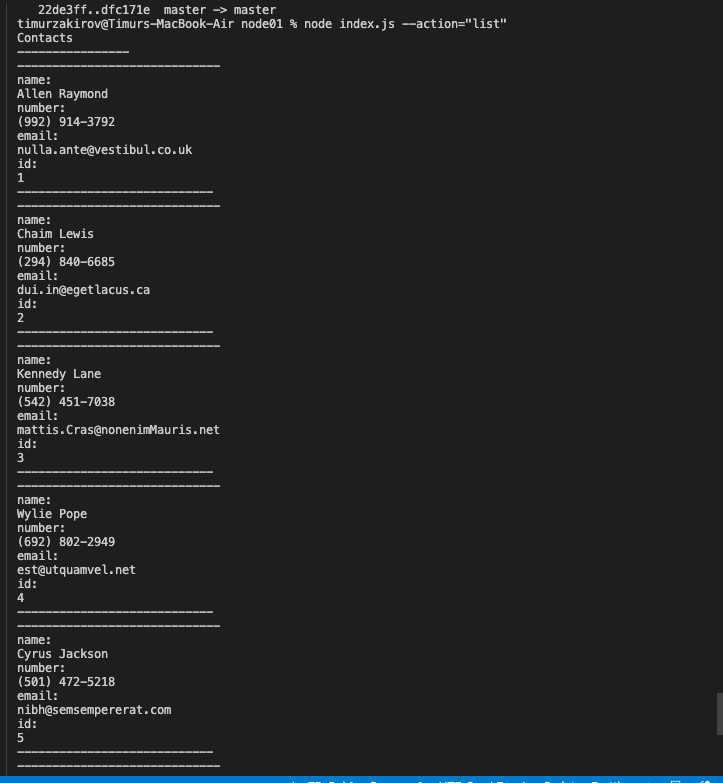 22de3ff..dfc171e  master -> master
timurzakirov@Timurs-MacBook-Air node01 % node index.js --action="list"
Contacts
----------------
-----------------------------
name:
Allen Raymond
number:
(992) 914-3792
email:
nulla.ante@vestibul.co.uk
id:
1
----------------------------
-----------------------------
name:
Chaim Lewis
number:
(294) 840-6685
email:
dui.in@egetlacus.ca
id:
2
----------------------------
-----------------------------
name:
Kennedy Lane
number:
(542) 451-7038
email:
mattis.Cras@nonenimMauris.net
id:
3
----------------------------
-----------------------------
name:
Wylie Pope
number:
(692) 802-2949
email:
est@utquamvel.net
id:
4
----------------------------
-----------------------------
name:
Cyrus Jackson
number:
(501) 472-5218
email:
nibh@semsempererat.com
id:
5
----------------------------
-----------------------------